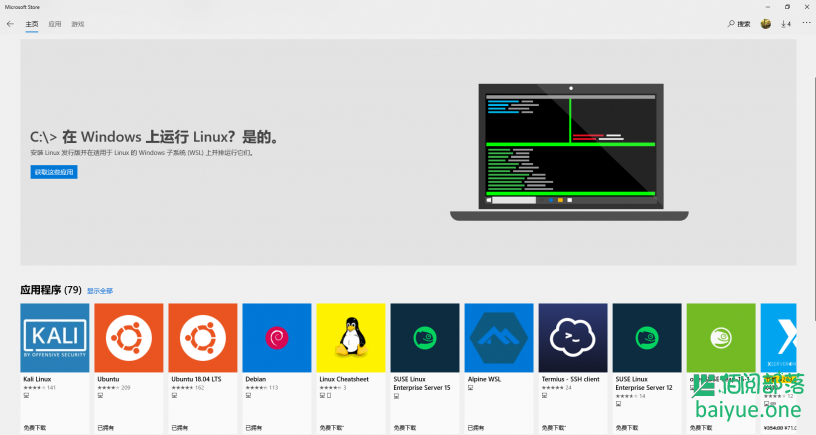 Microsoft Store
主页 应用 游戏
搜索
4
C:\> 在 Windows 上运行 Linux？是的。
安装 Linux 发行版并在适用于 Linux 的 Windows 子系统 (WSL) 上并排运行它们。
获取这些应用
应用程序 (79) 显示全部
KALI
BY OFFENSIVE SECURITY
Kali Linux Ubuntu Ubuntu 18.04 LTS Debian Linux Cheatsheet SUSE Linux Enterprise Server 15 Alpine WSL Termius - SSH client SUSE Linux Enterprise Server 12
141 209 162 113 3 24 14 12
免费下载 已拥有 已拥有 已拥有 免费下载+ 免费下载 免费下载 免费下载+ 免费下载 免费下载
佰阅部落
baiyue.one